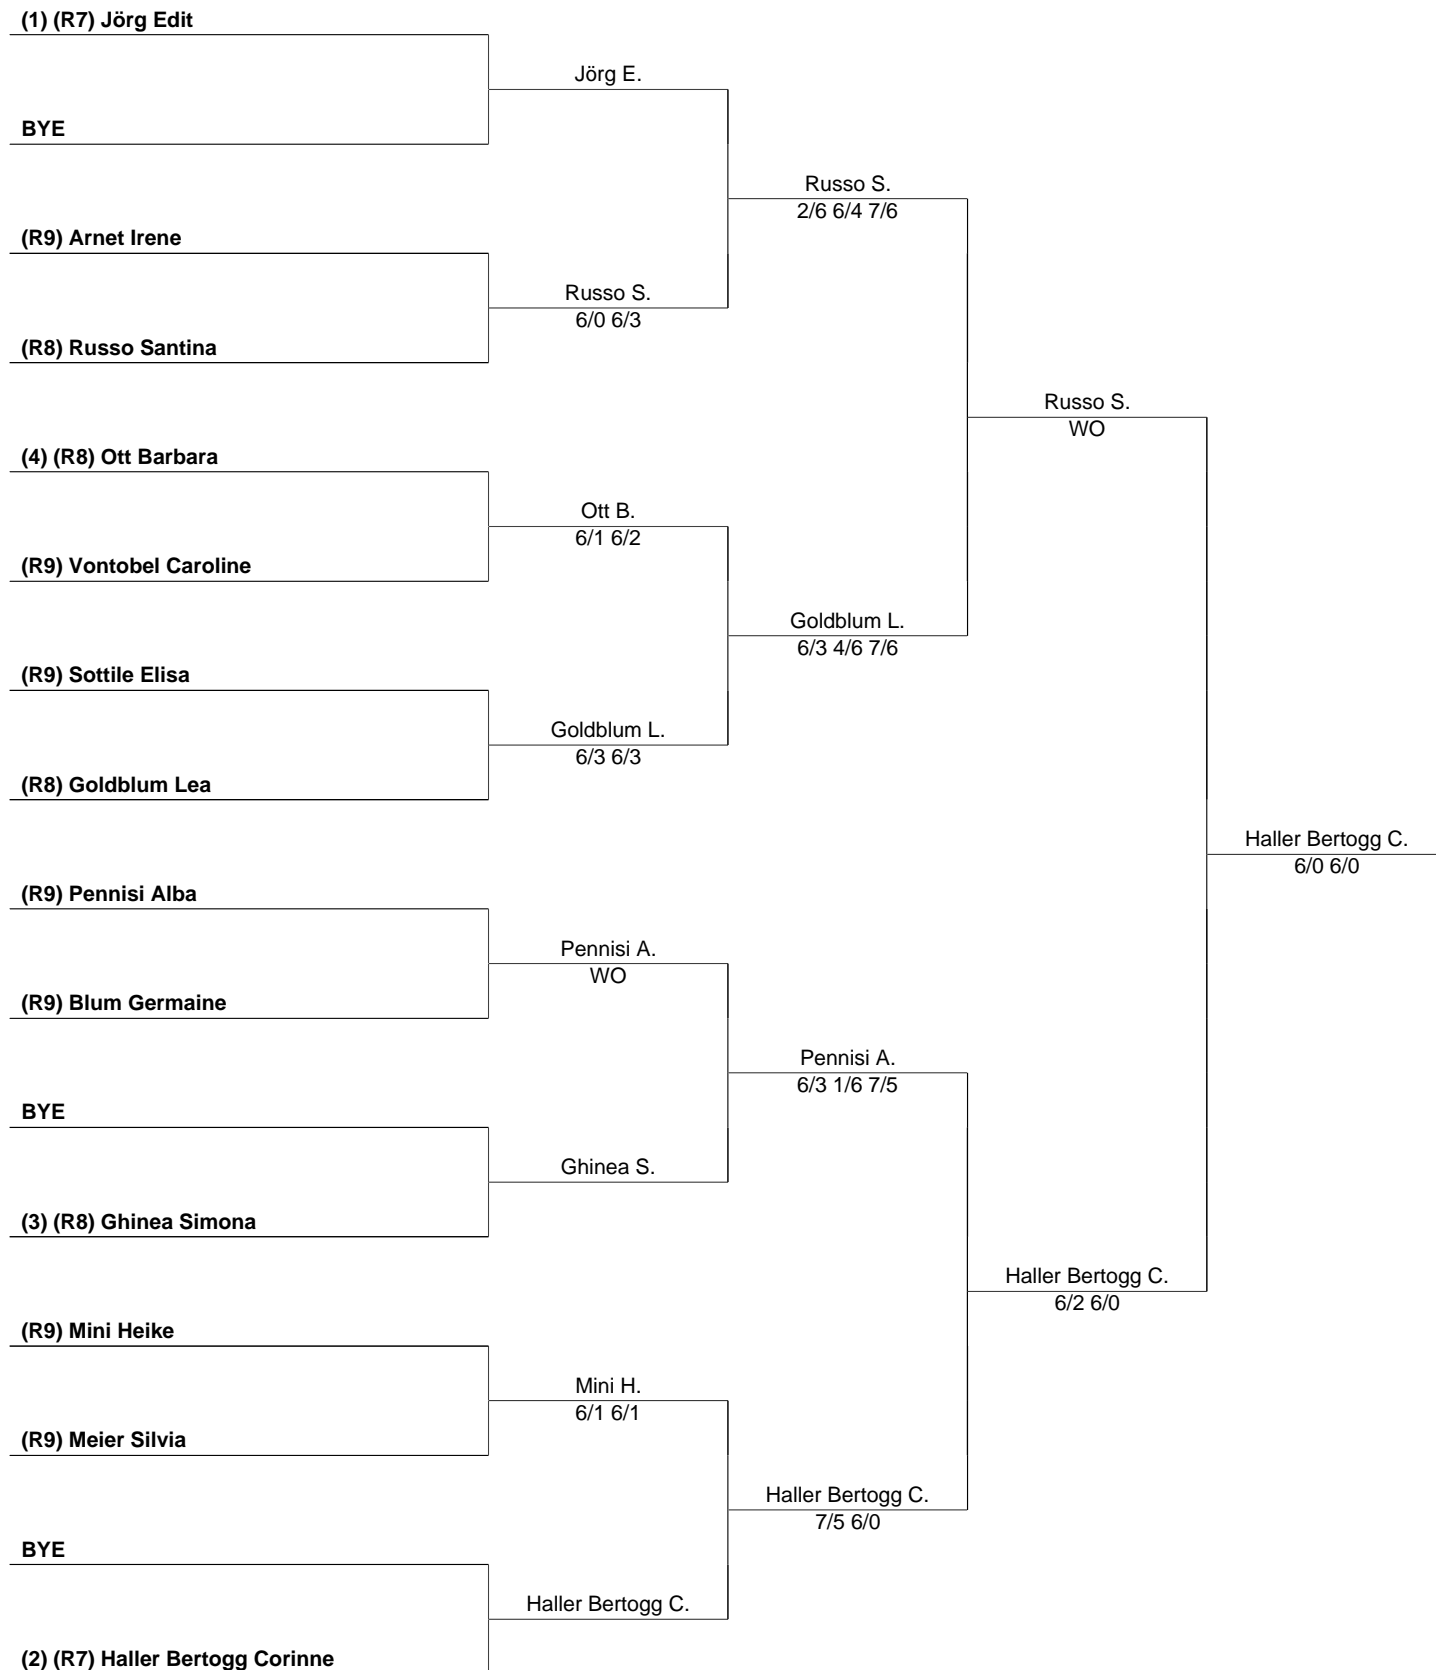 (1) (R7) Jörg Edit
Jörg E.
BYE
Russo S.
2/6 6/4 7/6
(R9) Arnet Irene
Russo S.
6/0 6/3
(R8) Russo Santina
Russo S.
WO
(4) (R8) Ott Barbara
Ott B.
6/1 6/2
(R9) Vontobel Caroline
Goldblum L.
6/3 4/6 7/6
(R9) Sottile Elisa
Goldblum L.
6/3 6/3
(R8) Goldblum Lea
Haller Bertogg C.
6/0 6/0
(R9) Pennisi Alba
Pennisi A.
WO
(R9) Blum Germaine
Pennisi A.
6/3 1/6 7/5
BYE
Ghinea S.
(3) (R8) Ghinea Simona
Haller Bertogg C.
6/2 6/0
(R9) Mini Heike
Mini H.
6/1 6/1
(R9) Meier Silvia
Haller Bertogg C.
7/5 6/0
BYE
Haller Bertogg C.
(2) (R7) Haller Bertogg Corinne